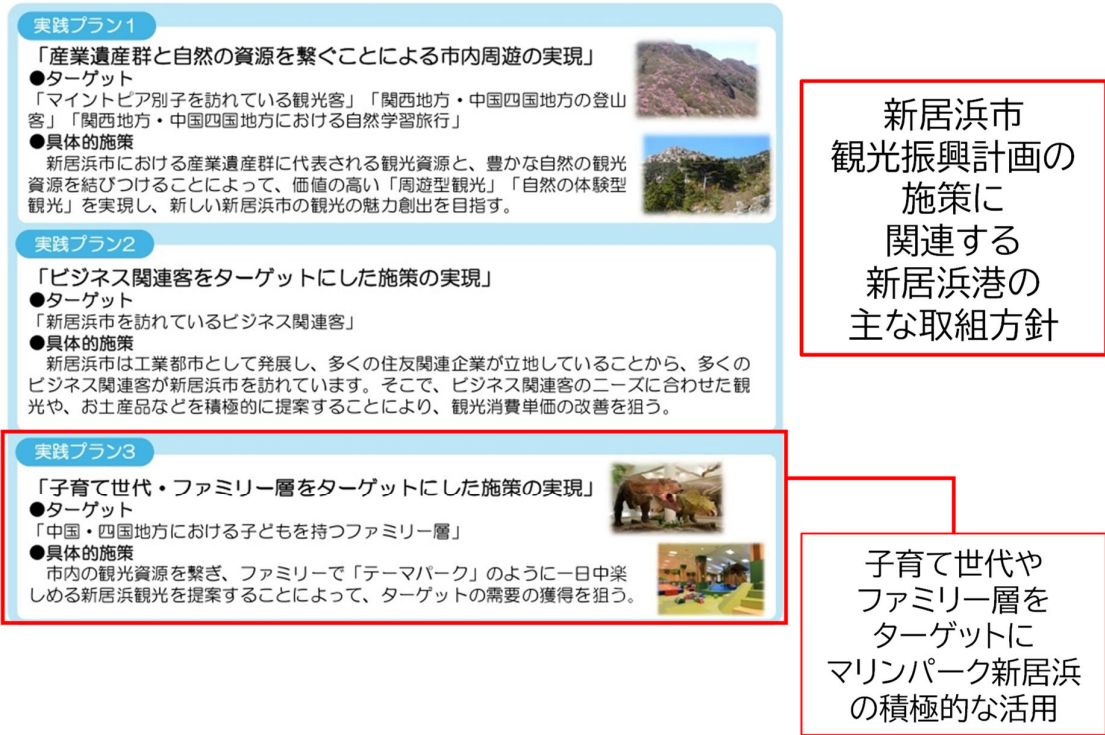 実践プラン1
「産業遺産群と自然の資源を繋ぐことによる市内周遊の実現」
●ターゲット
「マイントピア別子を訪れている観光客」「関西地方・中国四国地方の登山
客」「関西地方・中国四国地方における自然学習旅行」
●具体的施策
新居浜市における産業遺産群に代表される観光資源と、豊かな自然の観光
資源を結びつけることによって、価値の高い「周遊型観光」「自然の体験型
観光」を実現し、新しい新居浜市の観光の魅力創出を目指す。
実践プラン2
「ビジネス関連客をターゲットにした施策の実現」
●ターゲット
「新居浜市を訪れているビジネス関連客」
●具体的施策
新居浜市は工業都市として発展し、多くの住友関連企業が立地していることから、多くの
ビジネス関連客が新居浜市を訪れています。そこで、ビジネス関連客のニーズに合わせた観
光や、お土産品などを積極的に提案することにより、観光消費単価の改善を狙う。
実践プラン3
「子育て世代・ファミリー層をターゲットにした施策の実現」
●ターゲット
「中国・四国地方における子どもを持つファミリー層」
●具体的施策
市内の観光資源を繋ぎ、ファミリーで「テーマパーク」のように一日中楽
しめる新居浜観光を提案することによって、ターゲットの需要の獲得を狙う。
新居浜市
観光振興計画の
施策に
関連する
新居浜港の
主な取組方針
子育て世代や
ファミリー層を
ターゲットに
マリンパーク新居浜
の積極的な活用